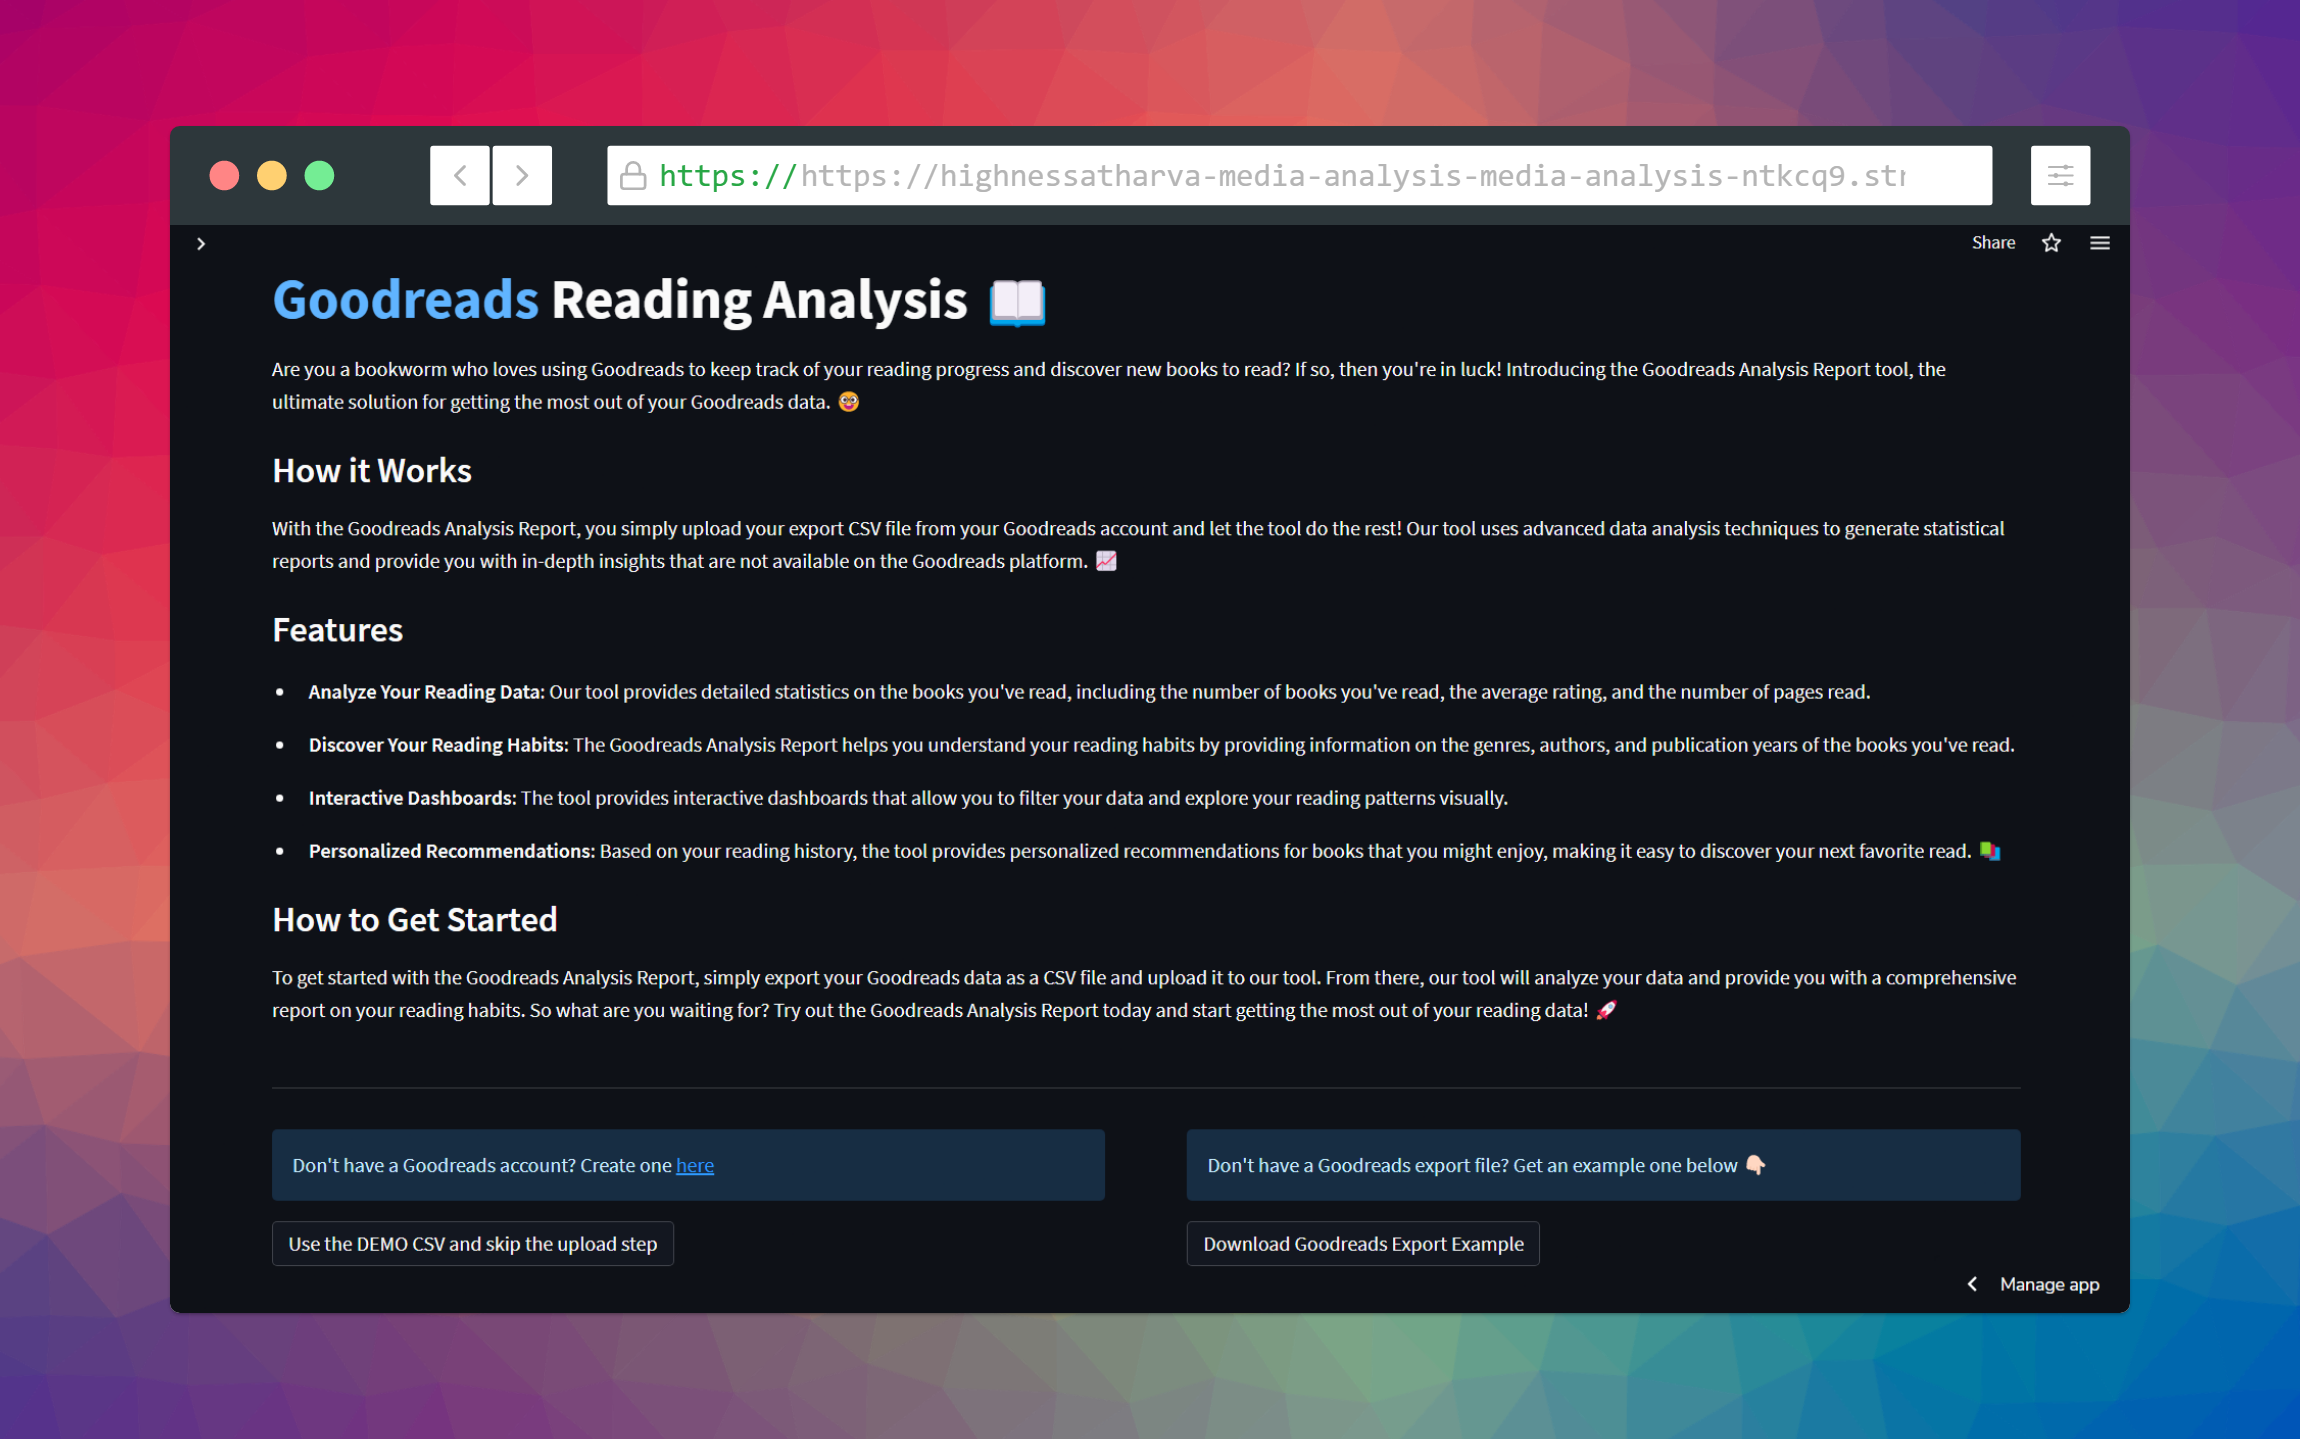 https://https://highnessatharva-media-analysis-media-analysis-ntkcq9.str
Share
Goodreads Reading Analysis
Are you a bookworm who loves using Goodreads to keep track of your reading progress and discover new books to read? If so, then you're in luck! Introducing the Goodreads Analysis Report tool, the
ultimate solution for getting the most out of your Goodreads data.
How it Works
With the Goodreads Analysis Report, you simply upload your export CSV file from your Goodreads account and let the tool do the rest! Our tool uses advanced data analysis techniques to generate statistical
reports and provide you with in-depth insights that are not available on the Goodreads platform.
Features
• Analyze Your Reading Data: Our tool provides detailed statistics on the books you've read, including the number of books you've read, the average rating, and the number of pages read.
• Discover Your Reading Habits: The Goodreads Analysis Report helps you understand your reading habits by providing information on the genres, authors, and publication years of the books you've read.
• Interactive Dashboards: The tool provides interactive dashboards that allow you to filter your data and explore your reading patterns visually.
• Personalized Recommendations: Based on your reading history, the tool provides personalized recommendations for books that you might enjoy, making it easy to discover your next favorite read.
How to Get Started
To get started with the Goodreads Analysis Report, simply export your Goodreads data as a CSV file and upload it to our tool. From there, our tool will analyze your data and provide you with a comprehensive
report on your reading habits. So what are you waiting for? Try out the Goodreads Analysis Report today and start getting the most out of your reading data!
Don't have a Goodreads account? Create one here
Don't have a Goodreads export file? Get an example one below
Use the DEMO CSV and skip the upload step
Download Goodreads Export Example
Manage app